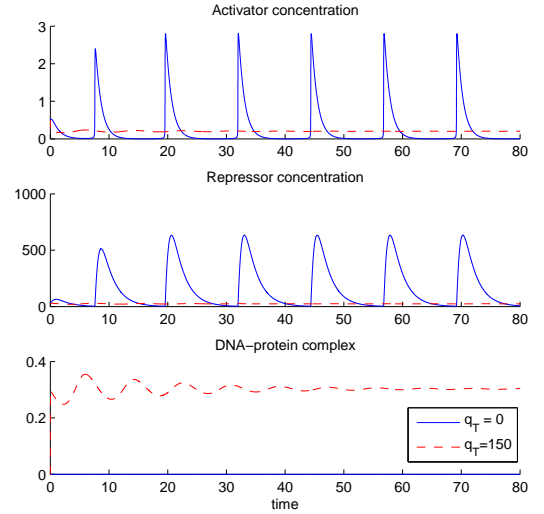 Activator concentration
3
2
1
0
0 10 20 30 40 50 60 70 80
Repressor concentration
1000
500
0
0 10 20 30 40 50 60 70 80
DNA−protein complex
0.4
0.2
0
0 10 20 30 40 50 60 70 80
time
q_T = 0
q_T=150